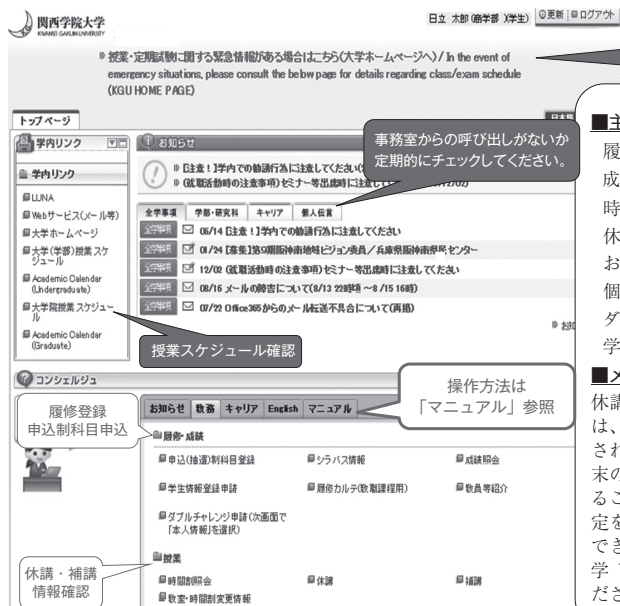 関西学院大学
KWANSEI GAKUIN UNIVERSITY
日立 太郎(商学部 )(学生)
更新
ログアウト
授業・定期試験に関する緊急情報がある場合はこちら(大学ホームページへ)/ In the event of
emergency situations, please consult the below page for details regarding class/exam schedule
(KGU HOME PAGE)
トップページ
日本語
学内リンク
学内リンク
LUNA
Webサービス(メール等)
大学ホームページ
大学(学部)授業スケ
ジュール
Academic Calendar
(Undergraduate)
大学院授業スケジュー
ル
Academic Calendar
(Graduate)
お知らせ
【注意!】学内での勧誘行為に注意してください
(就職活動時の注意事項)セミナー等出席時に注意して
12/02)
事務室からの呼び出しがないか
定期的にチェックしてください。
全学事項 学部・研究科 キャリア 個人伝言
全学事項 06/14【注意!】学内での勧誘行為に注意してください
全学事項 01/24【募集】第9期阪神南地域ビジョン委員/兵庫県阪神南県民センター
全学事項 12/02 (就職活動時の注意事項)セミナー等出席時に注意してください
全学事項 08/16 メールの障害について(8/13 22時頃 ~8 /15 16時)
全学事項 07/22 Office365からのメール転送不具合について(再掲)
お知
授業スケジュール確認
コンシェルジュ
操作方法は
「マニュアル」参照
履修登録
申込制科目申込
お知らせ 教務 キャリア English マニュアル
履修・成績
申込(抽選)制科目登録 シラバス情報 成績照会
学生情報登録申請 履修カルテ(教職課程用) 教員等紹介
ダブルチャレンジ申請(次画面で
「本人情報」を選択)
授業
休講・補講
情報確認
時間割照会 休講 補講
教室・時間割変更情報
■主
履
成
時
休
お
個
ダ
学
■メ
休講
は、
され
末の
るこ
定を
でき
学「
ださ